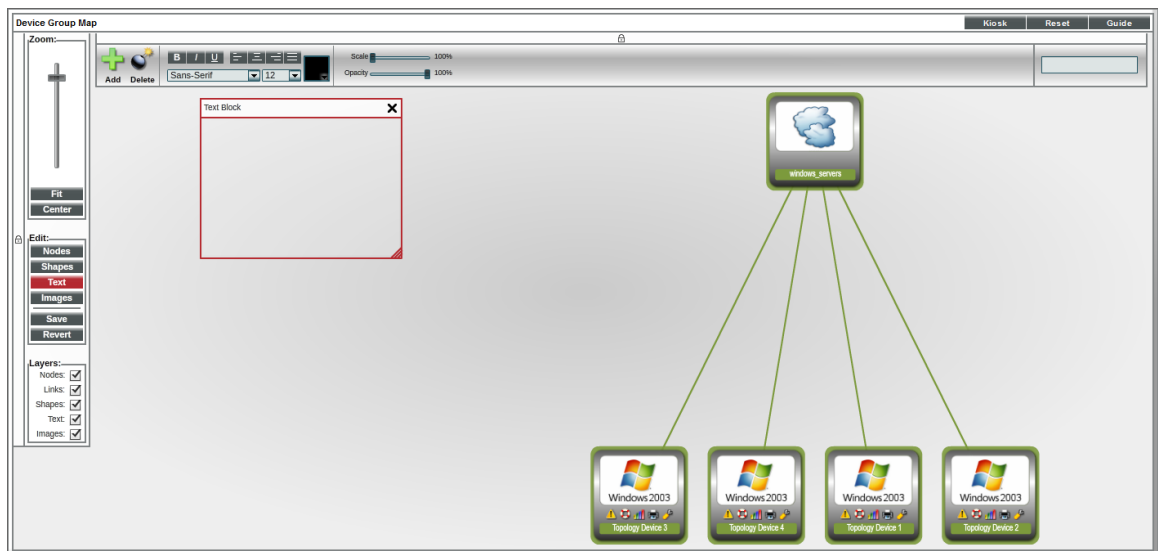 Device Group Map
Kiosk Reset Guide
Zoom:
Add Delete
B I U
Sans-Serif 12
Scale 100%
Opacity 100%
Text Block
windows_servers
Fit
Center
Edit:
Nodes
Shapes
Text
Images
Save
Revert
Layers:
Nodes:
Links:
Shapes:
Text:
Images:
Windows 2003 Windows 2003 Windows 2003 Windows 2003
Topology Device 3 Topology Device 4 Topology Device 1 Topology Device 2